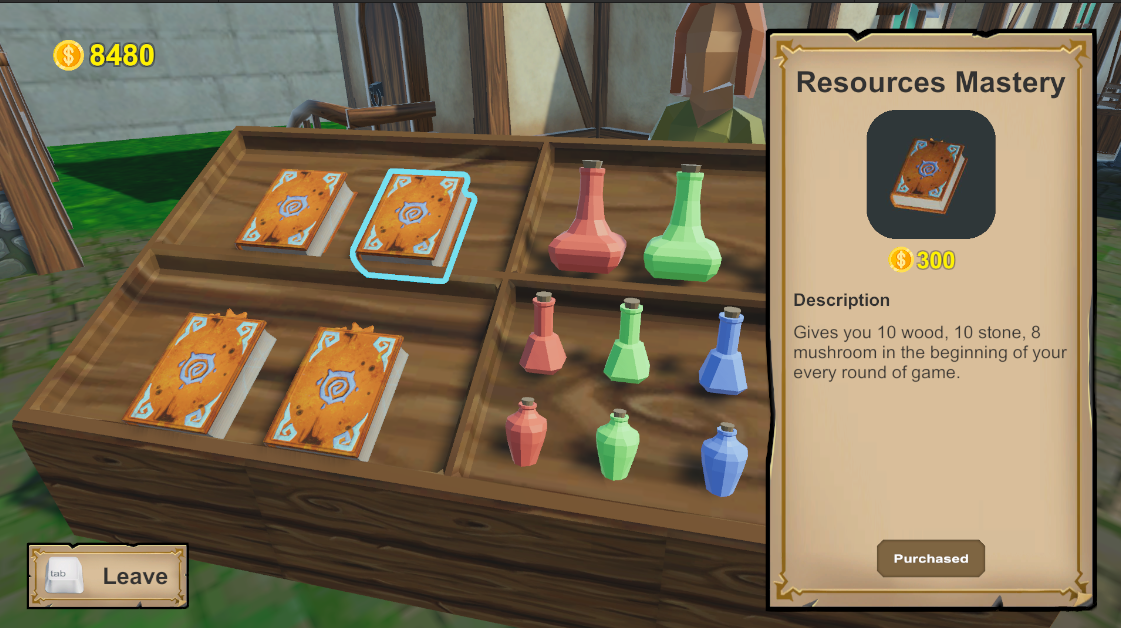 8480
Resources Mastery
300
Description
Gives you 10 wood, 10 stone, 8
mushroom in the beginning of your
every round of game.
Purchased
tab
Leave